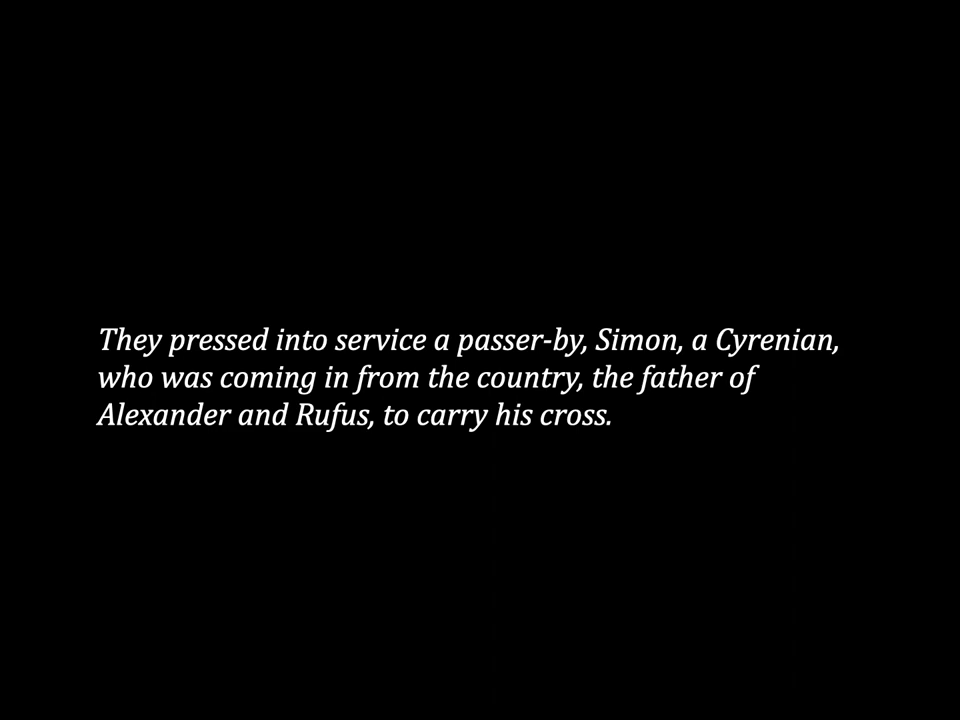 They pressed into service a passer-by, Simon, a Cyrenian,
who was coming in from the country, the father of
Alexander and Rufus, to carry his cross.